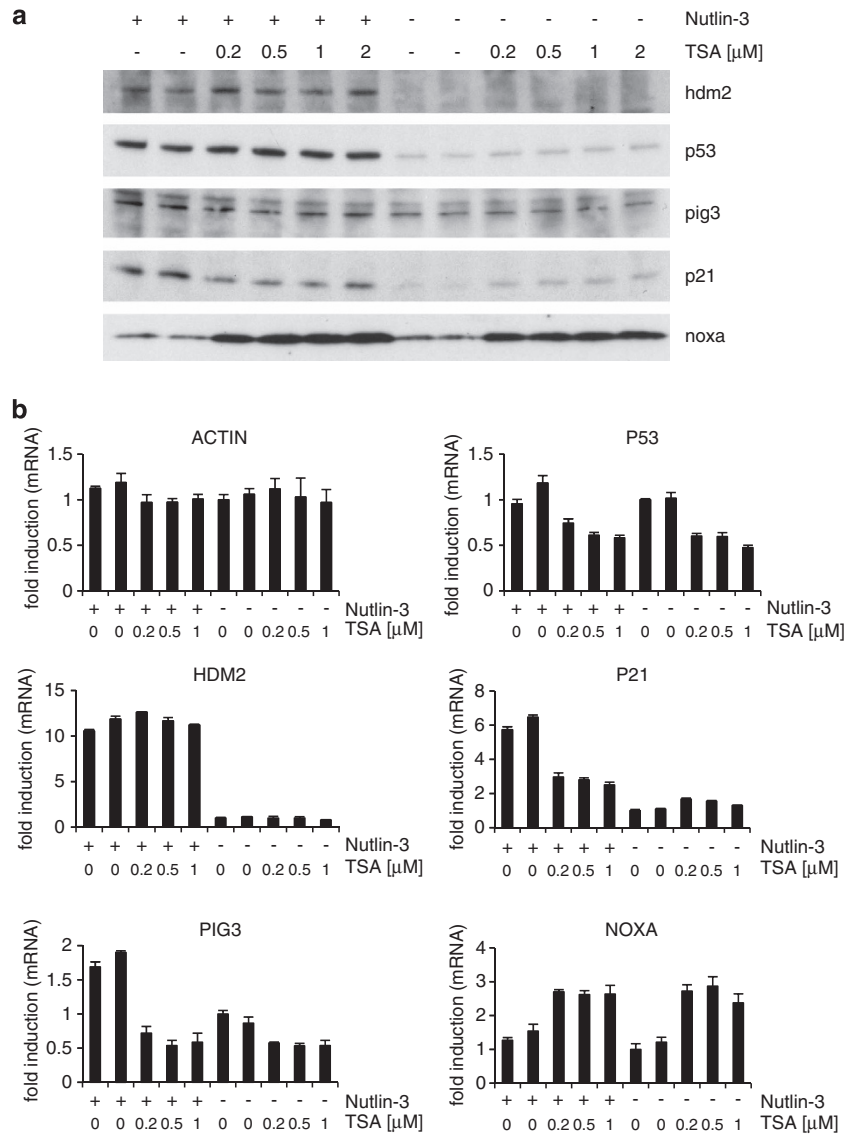 a
+ + + + + + - - - - - - Nutlin-3
- - 0.2 0.5 1 2 - - 0.2 0.5 1 2 TSA [μM]
hdm2
p53
pig3
p21
noxa
b
ACTIN
fold induction (mRNA)
1.5
1
0.5
0
+ + + + + - - - - - Nutlin-3
0 0 0.2 0.5 1 0 0 0.2 0.5 1 TSA [μM]
P53
fold induction (mRNA)
1.5
1
0.5
0
+ + + + + - - - - - Nutlin-3
0 0 0.2 0.5 1 0 0 0.2 0.5 1 TSA [μM]
HDM2
fold induction (mRNA)
15
10
5
0
+ + + + + - - - - - Nutlin-3
0 0 0.2 0.5 1 0 0 0.2 0.5 1 TSA [μM]
P21
fold induction (mRNA)
8
6
4
2
0
+ + + + + - - - - - Nutlin-3
0 0 0.2 0.5 1 0 0 0.2 0.5 1 TSA [μM]
PIG3
fold induction (mRNA)
2
1.5
1
0.5
0
+ + + + + - - - - - Nutlin-3
0 0 0.2 0.5 1 0 0 0.2 0.5 1 TSA [μM]
NOXA
fold induction (mRNA)
4
3
2
1
0
+ + + + + - - - - - Nutlin-3
0 0 0.2 0.5 1 0 0 0.2 0.5 1 TSA [μM]